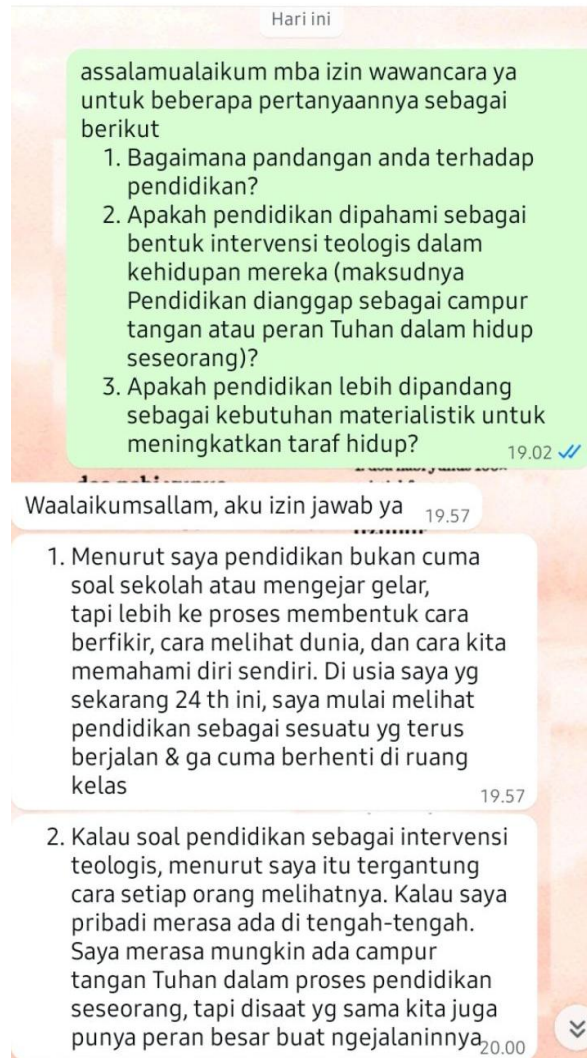 Hari ini
assalamualaikum mba izin wawancara ya
untuk beberapa pertanyaannya sebagai
berikut
1. Bagaimana pandangan anda terhadap
pendidikan?
2. Apakah pendidikan dipahami sebagai
bentuk intervensi teologis dalam
kehidupan mereka (maksudnya
Pendidikan dianggap sebagai campur
tangan atau peran Tuhan dalam hidup
seseorang)?
3. Apakah pendidikan lebih dipandang
sebagai kebutuhan materialistik untuk
meningkatkan taraf hidup?
19.02
Waalaikumsallam, aku izin jawab ya
19.57
1. Menurut saya pendidikan bukan cuma
soal sekolah atau mengejar gelar,
tapi lebih ke proses membentuk cara
berfikir, cara melihat dunia, dan cara kita
memahami diri sendiri. Di usia saya yg
sekarang 24 th ini, saya mulai melihat
pendidikan sebagai sesuatu yg terus
berjalan & ga cuma berhenti di ruang
kelas
19.57
2. Kalau soal pendidikan sebagai intervensi
teologis, menurut saya itu tergantung
cara setiap orang melihatnya. Kalau saya
pribadi merasa ada di tengah-tengah.
Saya merasa mungkin ada campur
tangan Tuhan dalam proses pendidikan
seseorang, tapi disaat yg sama kita juga
punya peran besar buat ngejalaninnya
20.00